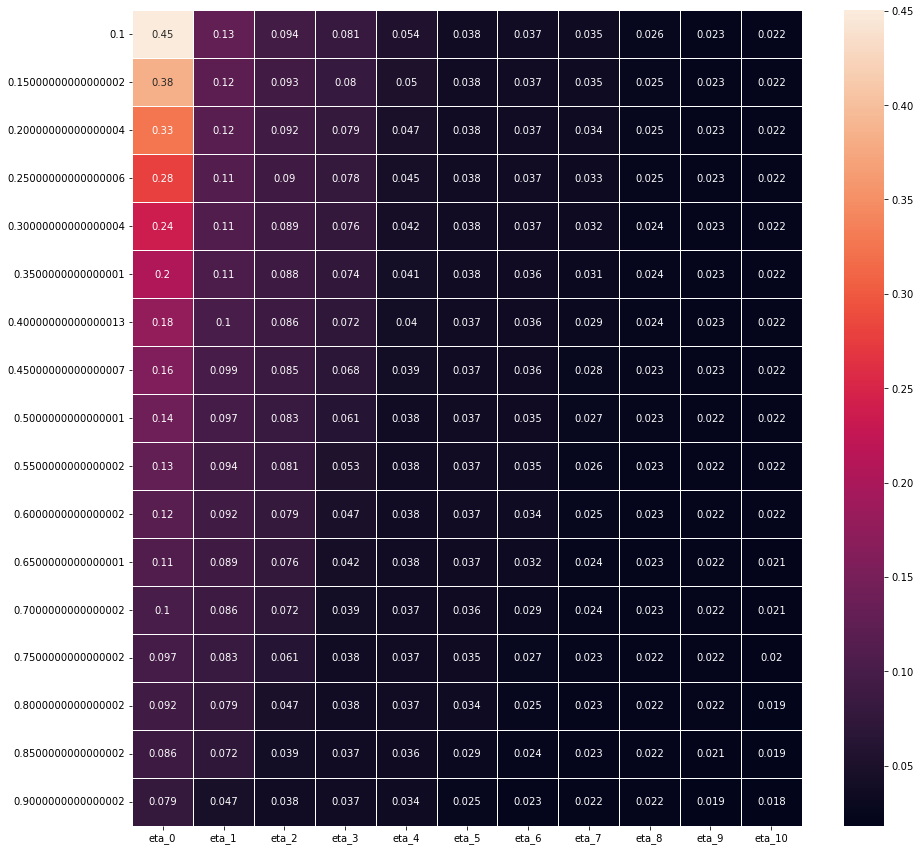 0.1 0.45 0.13 0.094 0.081 0.054 0.038 0.037 0.035 0.026 0.023 0.022
0.15000000000000002 0.38 0.12 0.093 0.08 0.05 0.038 0.037 0.035 0.025 0.023 0.022
0.20000000000000004 0.33 0.12 0.092 0.079 0.047 0.038 0.037 0.034 0.025 0.023 0.022
0.25000000000000006 0.28 0.11 0.09 0.078 0.045 0.038 0.037 0.033 0.025 0.023 0.022
0.30000000000000004 0.24 0.11 0.089 0.076 0.042 0.038 0.037 0.032 0.024 0.023 0.022
0.3500000000000001 0.2 0.11 0.088 0.074 0.041 0.038 0.036 0.031 0.024 0.023 0.022
0.40000000000000013 0.18 0.1 0.086 0.072 0.04 0.037 0.036 0.029 0.024 0.023 0.022
0.45000000000000007 0.16 0.099 0.085 0.068 0.039 0.037 0.036 0.028 0.023 0.023 0.022
0.5000000000000001 0.14 0.097 0.083 0.061 0.038 0.037 0.035 0.027 0.023 0.022 0.022
0.5500000000000002 0.13 0.094 0.081 0.053 0.038 0.037 0.035 0.026 0.023 0.022 0.022
0.6000000000000002 0.12 0.092 0.079 0.047 0.038 0.037 0.034 0.025 0.023 0.022 0.022
0.6500000000000001 0.11 0.089 0.076 0.042 0.038 0.037 0.032 0.024 0.023 0.022 0.021
0.7000000000000002 0.1 0.086 0.072 0.039 0.037 0.036 0.029 0.024 0.023 0.022 0.021
0.7500000000000002 0.097 0.083 0.061 0.038 0.037 0.035 0.027 0.023 0.022 0.022 0.02
0.8000000000000002 0.092 0.079 0.047 0.038 0.037 0.034 0.025 0.023 0.022 0.022 0.019
0.8500000000000002 0.086 0.072 0.039 0.037 0.036 0.029 0.024 0.023 0.022 0.021 0.019
0.9000000000000002 0.079 0.047 0.038 0.037 0.034 0.025 0.023 0.022 0.022 0.019 0.018
eta_0 eta_1 eta_2 eta_3 eta_4 eta_5 eta_6 eta_7 eta_8 eta_9 eta_10
0.45
0.40
0.35
0.30
0.25
0.20
0.15
0.10
0.05